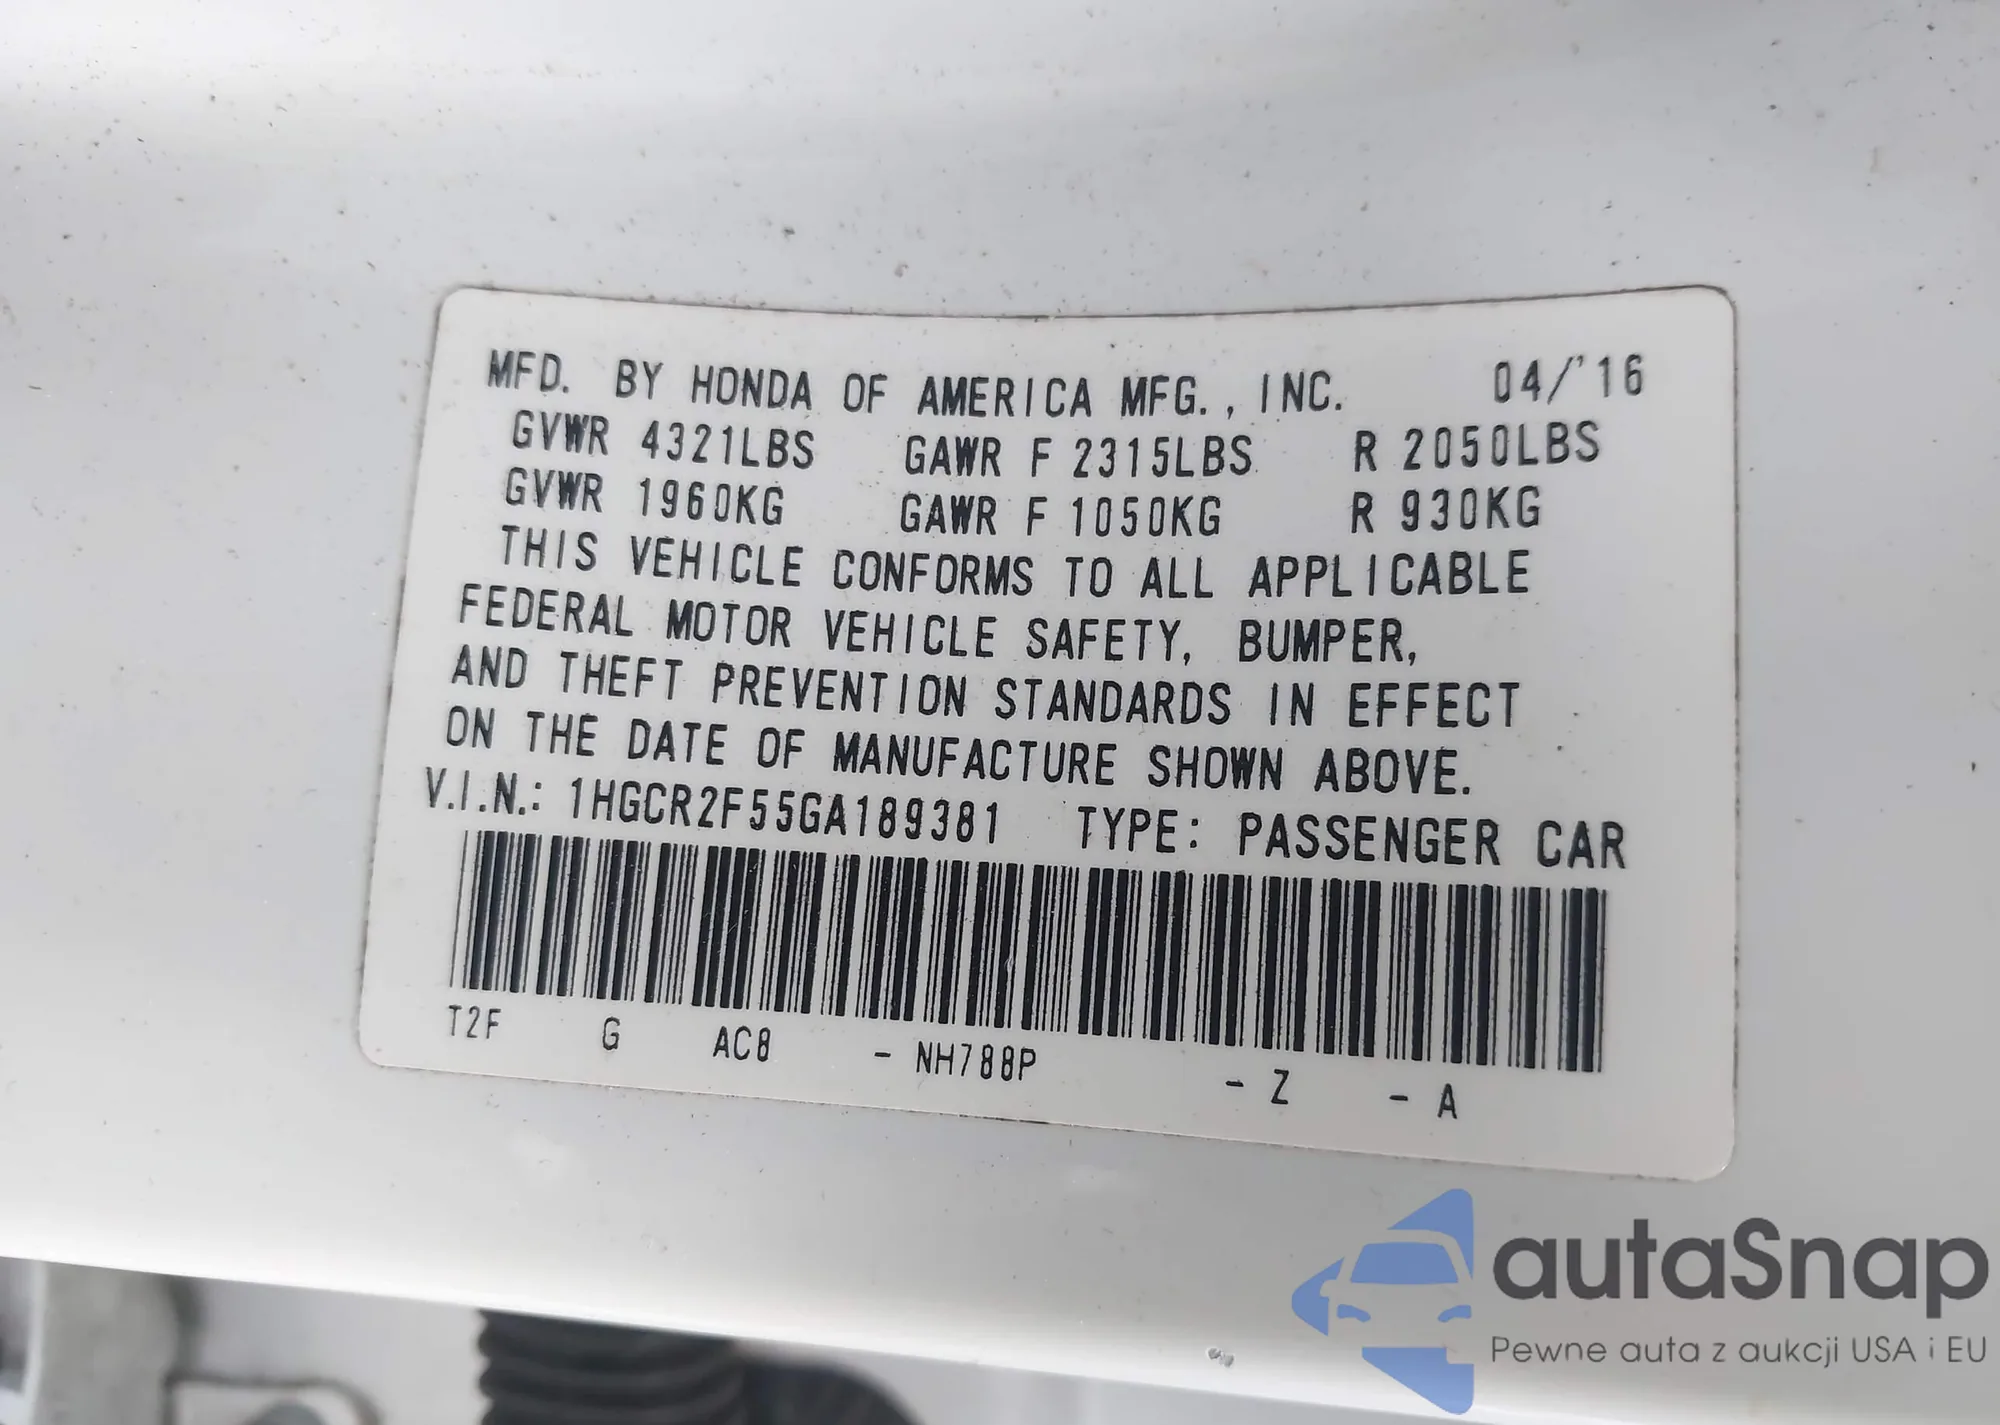 MFD. BY HONDA OF AMERICA MFG., INC. 04/'16
GVWR 4321LBS GAWR F 2315LBS R 2050LBS
GVWR 1960KG GAWR F 1050KG R 930KG
THIS VEHICLE CONFORMS TO ALL APPLICABLE
FEDERAL MOTOR VEHICLE SAFETY, BUMPER,
AND THEFT PREVENTION STANDARDS IN EFFECT
ON THE DATE OF MANUFACTURE SHOWN ABOVE.
V.I.N.: 1HGCR2F55GA189381 TYPE: PASSENGER CAR
T2F G AC8 - NH788P - Z - A
autaSnap
Pewne auta z aukcji USA i EU